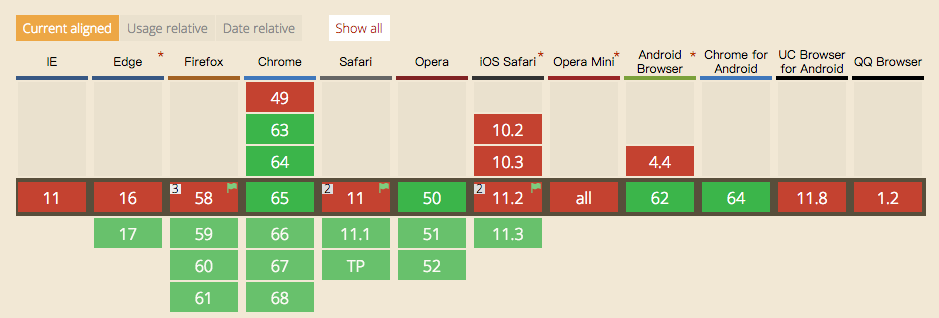 Current aligned Usage relative Date relative Show all
IE Edge * Firefox Chrome Safari Opera iOS Safari * Opera Mini * Android Browser * Chrome for Android UC Browser for Android QQ Browser
49
63 10.2
64 10.3 4.4
11 16 3 58 65 2 11 50 2 11.2 all 62 64 11.8 1.2
17 59 66 11.1 51 11.3
60 67 TP 52
61 68